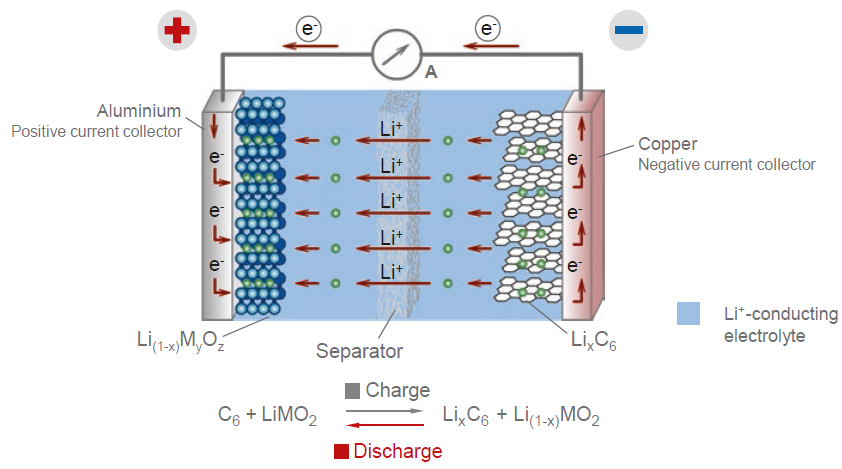 e-
e-
A
Aluminium
Positive current collector
Copper
Negative current collector
e-
e-
e-
Li+
Li+
Li+
Li+
Li+
e-
e-
e-
Li+-conducting
electrolyte
Li(1-x)MyOz
Separator
LixC6
Charge
C6 + LiMO2
LixC6 + Li(1-x)MO2
Discharge